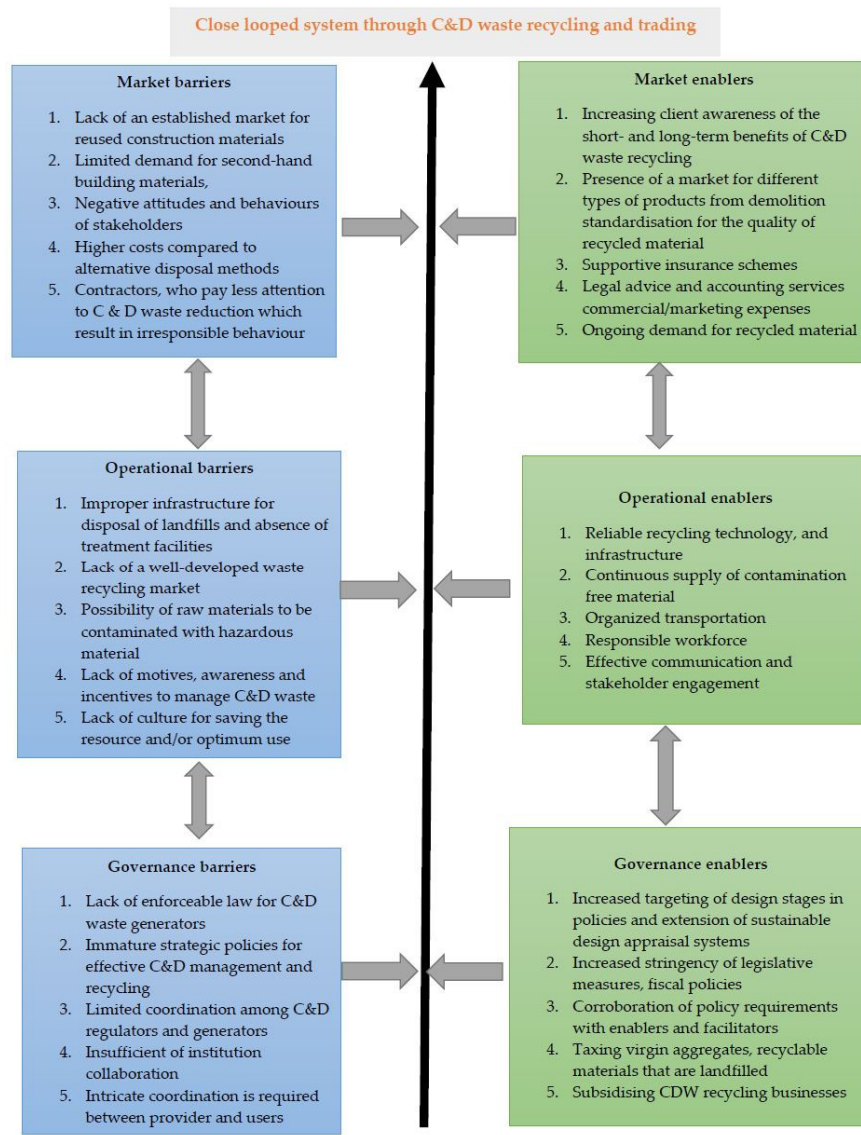 Close looped system through C&D waste recycling and trading
Market barriers
1. Lack of an established market for
reused construction materials
2. Limited demand for second-hand
building materials,
3. Negative attitudes and behaviours
of stakeholders
4. Higher costs compared to
alternative disposal methods
5. Contractors, who pay less attention
to C & D waste reduction which
result in irresponsible behaviour
Market enablers
1. Increasing client awareness of the
short- and long-term benefits of C&D
waste recycling
2. Presence of a market for different
types of products from demolition
standardisation for the quality of
recycled material
3. Supportive insurance schemes
4. Legal advice and accounting services
commercial/marketing expenses
5. Ongoing demand for recycled material
Operational barriers
1. Improper infrastructure for
disposal of landfills and absence of
treatment facilities
2. Lack of a well-developed waste
recycling market
3. Possibility of raw materials to be
contaminated with hazardous
material
4. Lack of motives, awareness and
incentives to manage C&D waste
5. Lack of culture for saving the
resource and/or optimum use
Operational enablers
1. Reliable recycling technology, and
infrastructure
2. Continuous supply of contamination
free material
3. Organized transportation
4. Responsible workforce
5. Effective communication and
stakeholder engagement
Governance barriers
1. Lack of enforceable law for C&D
waste generators
2. Immature strategic policies for
effective C&D management and
recycling
3. Limited coordination among C&D
regulators and generators
4. Insufficient of institution
collaboration
5. Intricate coordination is required
between provider and users
Governance enablers
1. Increased targeting of design stages in
policies and extension of sustainable
design appraisal systems
2. Increased stringency of legislative
measures, fiscal policies
3. Corroboration of policy requirements
with enablers and facilitators
4. Taxing virgin aggregates, recyclable
materials that are landfilled
5. Subsidising CDW recycling businesses